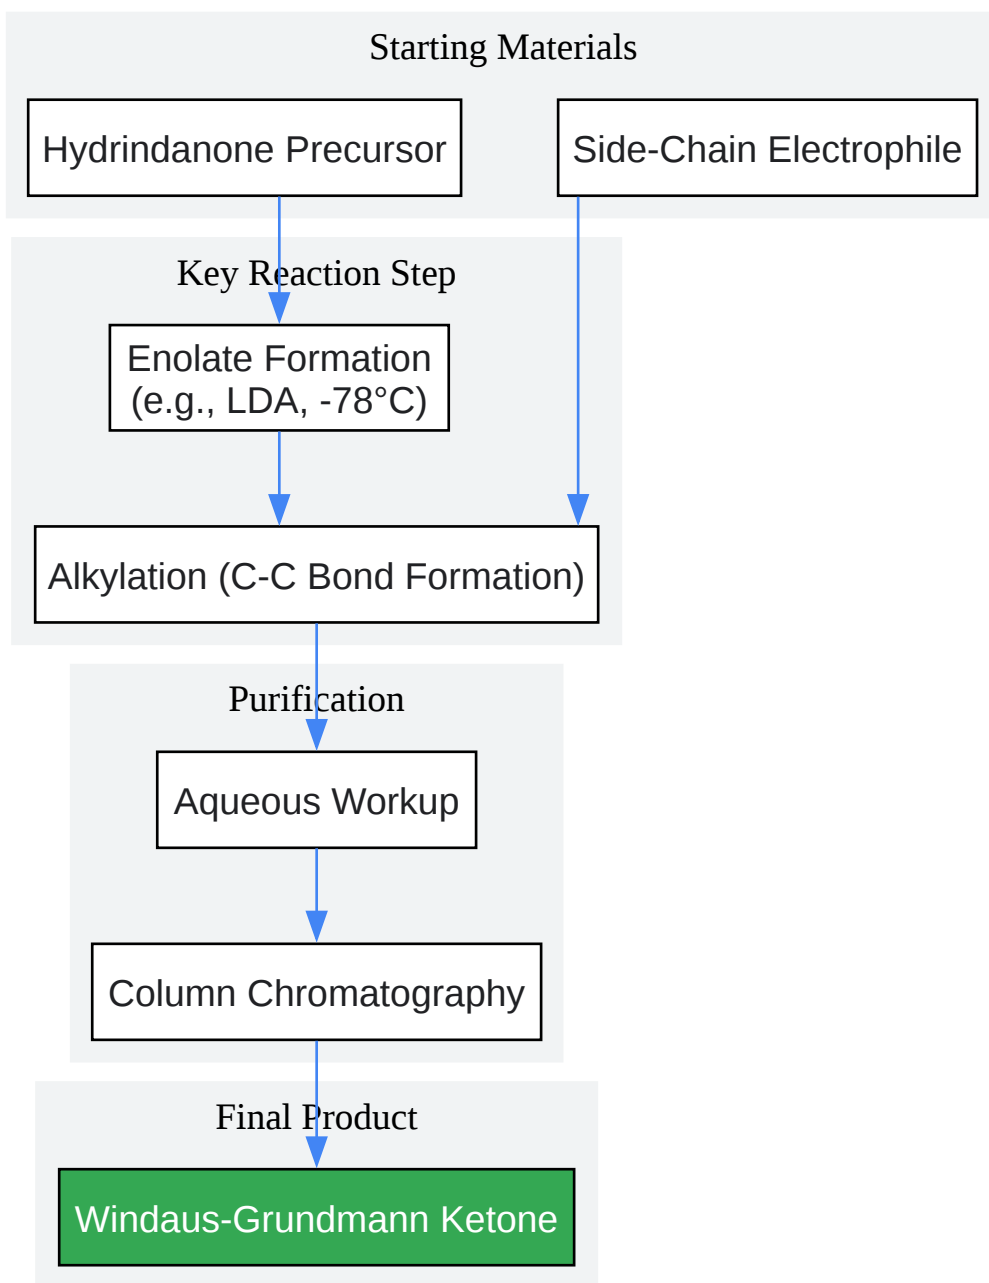 Starting Materials
Hydrindanone Precursor
Side-Chain Electrophile
Key Reaction Step
Enolate Formation
(e.g., LDA, -78°C)
Alkylation (C-C Bond Formation)
Purification
Aqueous Workup
Column Chromatography
Final Product
Windaus-Grundmann Ketone